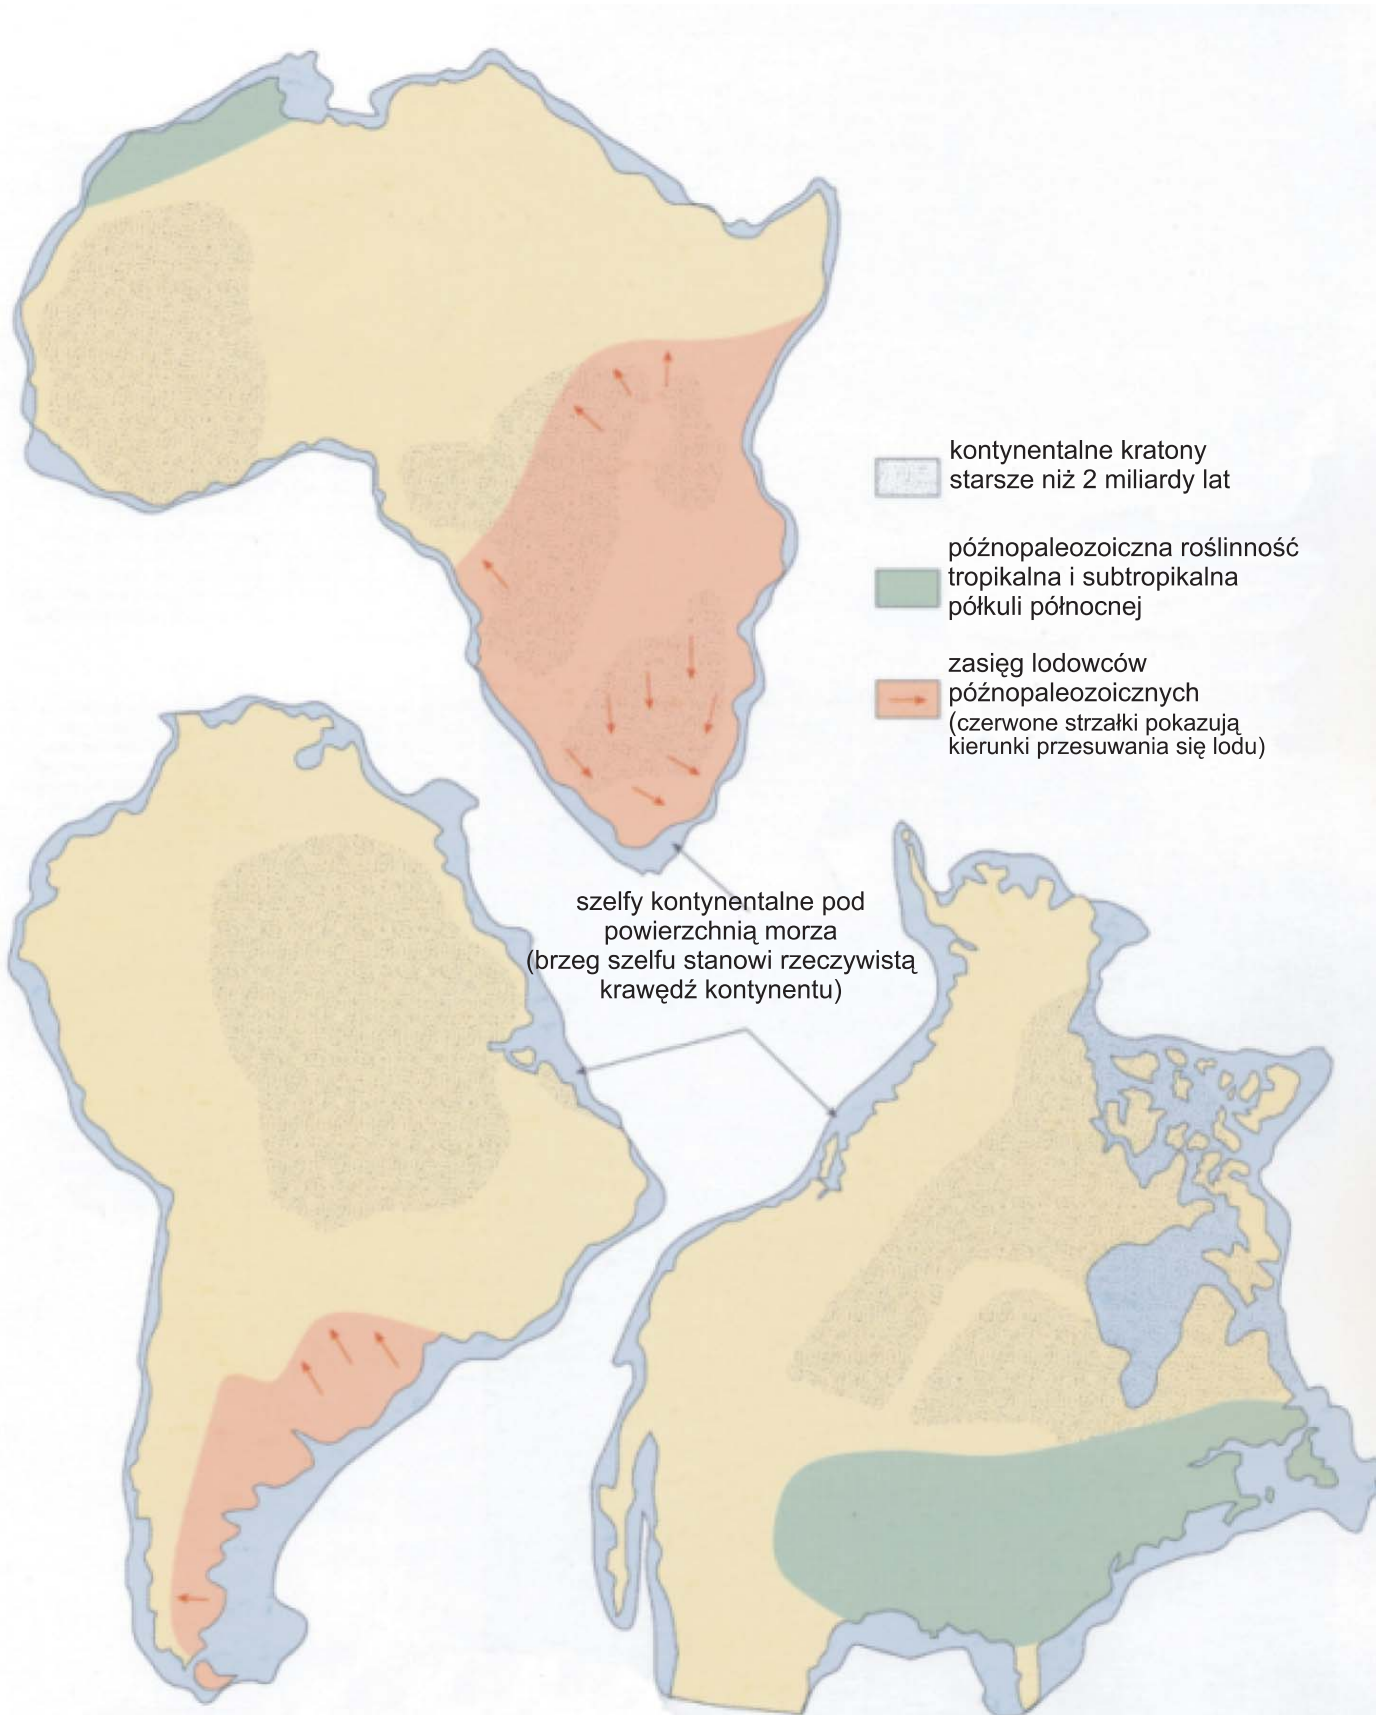 kontynentalne kratony
starsze niż 2 miliardy lat
późnopaleozoiczna roślinność
tropikalna i subtropikalna
półkuli północnej
zasięg lodowców
późnopaleozoicznych
(czerwone strzałki pokazują
kierunki przesuwania się lodu)
szelfy kontynentalne pod
powierzchnią morza
(brzeg szelfu stanowi rzeczywistą
krawędź kontynentu)